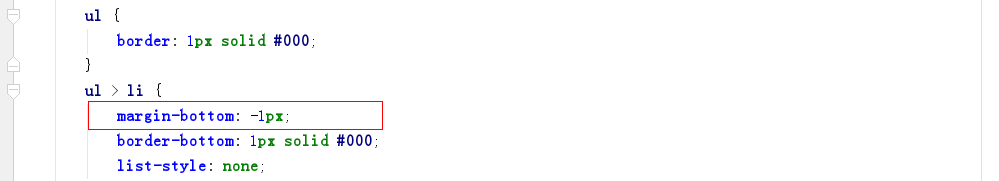 ul {
border: 1px solid #000;
}
ul > li {
margin-bottom: -1px;
border-bottom: 1px solid #000;
list-style: none;